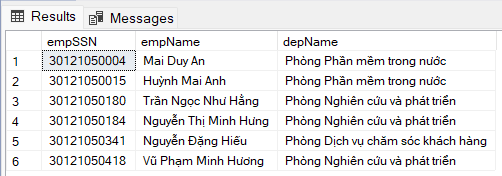 Results Messages
empSSN empName depName
1 30121050004 Mai Duy An Phòng Phần mềm trong nước
2 30121050015 Huỳnh Mai Anh Phòng Phần mềm trong nước
3 30121050180 Trần Ngọc Như Hằng Phòng Nghiên cứu và phát triển
4 30121050184 Nguyễn Thị Minh Hưng Phòng Nghiên cứu và phát triển
5 30121050341 Nguyễn Đặng Hiếu Phòng Dịch vụ chăm sóc khách hàng
6 30121050418 Vũ Phạm Minh Hương Phòng Nghiên cứu và phát triển